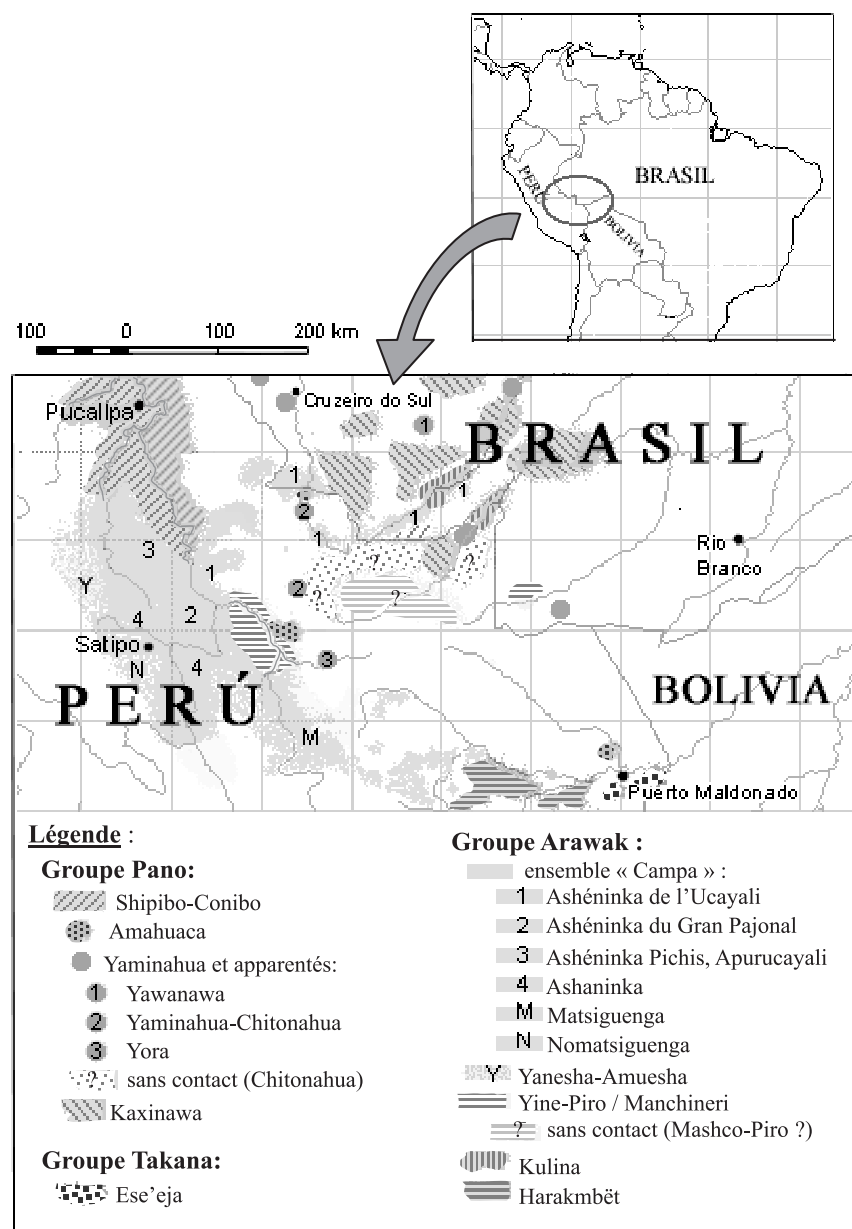 PERÚ
BRASIL
BOLIVIA
100 0 100 200 km
Pucallpa
Cruzeiro do Sul
1
BRASIL
1
2
1
1
1
3
1
?
?
Rio
Branco
Y
2
?
?
4
2
Satipo
N
4
3
PERÚ
BOLIVIA
M
Puerto Maldonado
Légende :
Groupe Pano:
Shipibo-Conibo
Amahuaca
Yaminahua et apparentés:
1 Yawanawa
2 Yaminahua-Chitonahua
3 Yora
? sans contact (Chitonahua)
Kaxinawa
Groupe Takana:
Ese’eja
Groupe Arawak :
ensemble « Campa » :
1 Ashéninka de l’Ucayali
2 Ashéninka du Gran Pajonal
3 Ashéninka Pichis, Apurucayali
4 Ashaninka
M Matsiguenga
N Nomatsiguenga
Y Yanesha-Amuesha
Yine-Piro / Manchineri
? sans contact (Mashco-Piro ?)
Kulina
Harakmbët